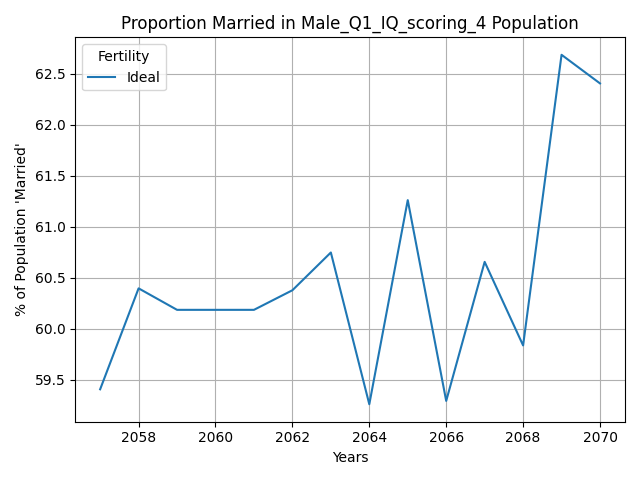 Proportion Married in Male_Q1_IQ_scoring_4 Population
Fertility
Ideal
62.5
62.0
61.5
61.0
60.5
60.0
59.5
% of Population 'Married'
2058 2060 2062 2064 2066 2068 2070
Years